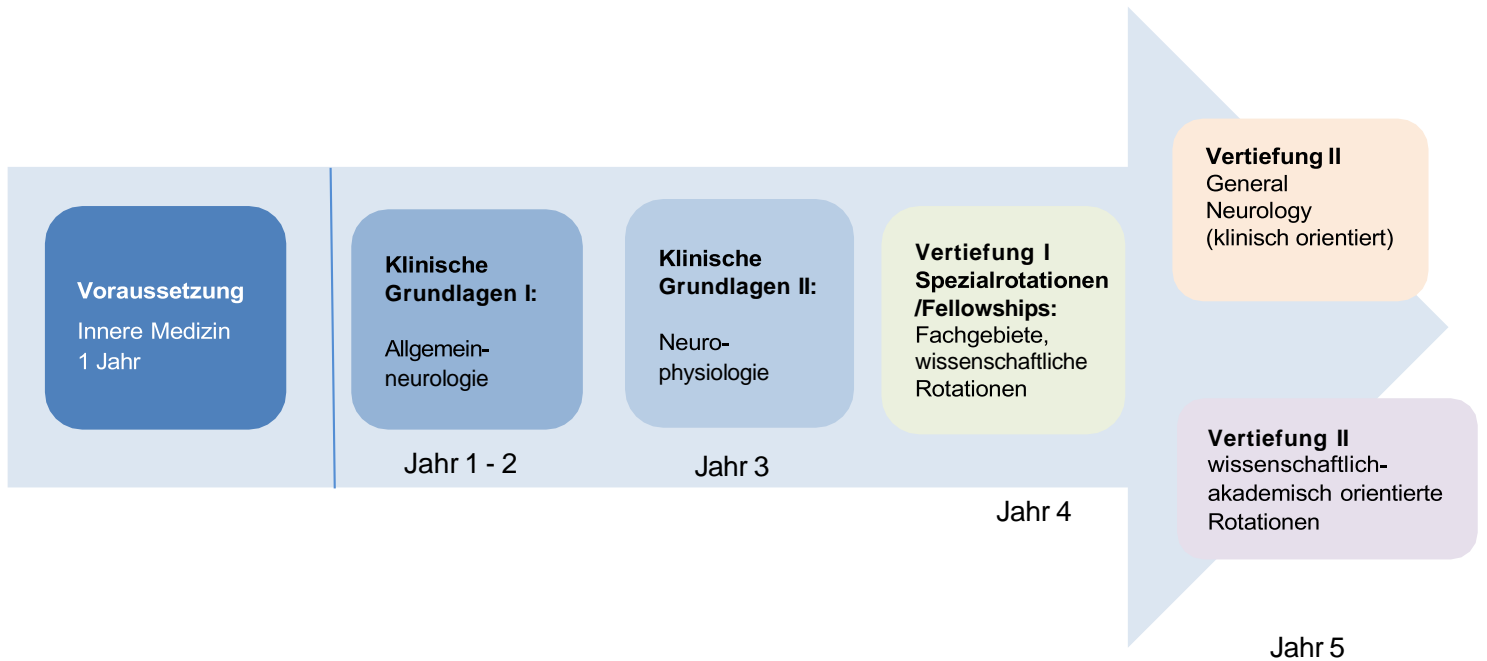 Voraussetzung
Innere Medizin
1 Jahr
Klinische
Grundlagen I:
Allgemein-
neurologie
Jahr 1 - 2
Klinische
Grundlagen II:
Neuro-
physiologie
Jahr 3
Vertiefung I
Spezialrotationen
/Fellowships:
Fachgebiete,
wissenschaftliche
Rotationen
Jahr 4
Vertiefung II
General
Neurology
(klinisch orientiert)
Vertiefung II
wissenschaftlich-
akademisch orientierte
Rotationen
Jahr 5